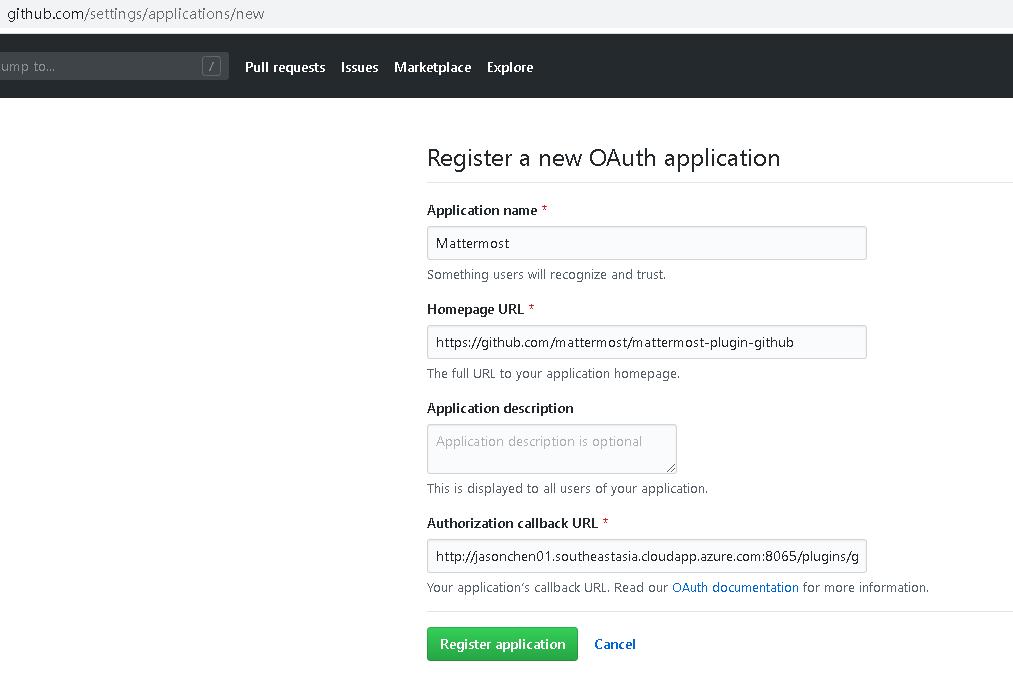 github.com/settings/applications/new
ump to... / Pull requests Issues Marketplace Explore
Register a new OAuth application
Application name *
Mattermost
Something users will recognize and trust.
Homepage URL *
https://github.com/mattermost/mattermost-plugin-github
The full URL to your application homepage.
Application description
Application description is optional
This is displayed to all users of your application.
Authorization callback URL *
http://jasonchen01.southeastasia.cloudapp.azure.com:8065/plugins/g
Your application's callback URL. Read our OAuth documentation for more information.
Register application Cancel